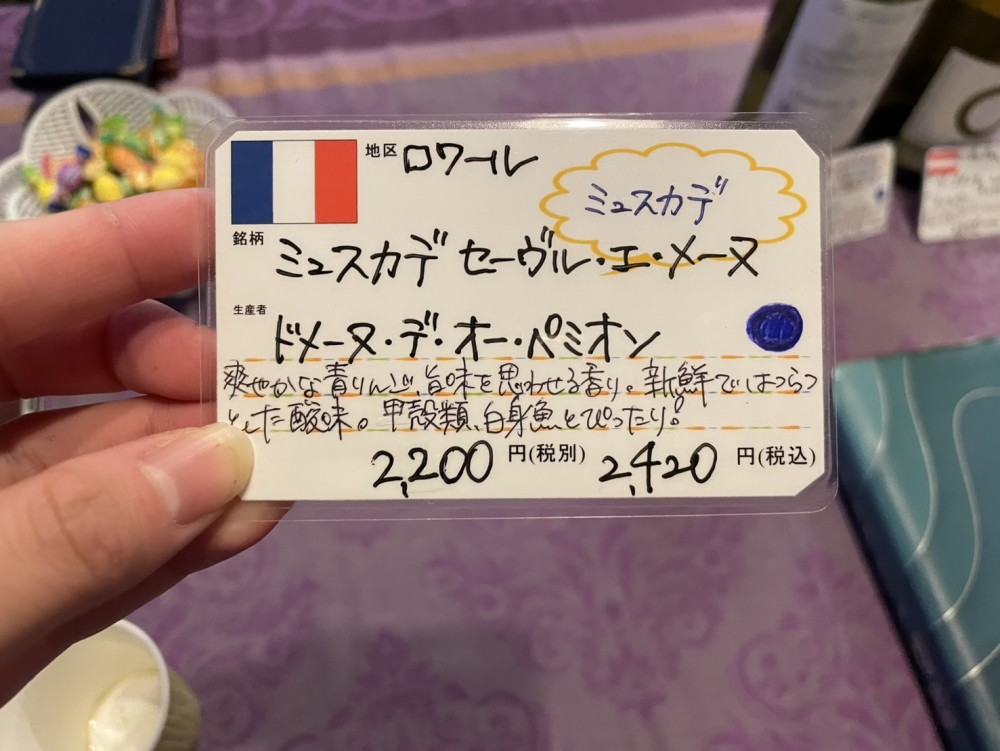 地区 ロワール
ミュスカデ
銘柄 ミュスカデ セーヴル・エ・メーヌ
生産者 ドメーヌ・デ・オー・ペミオン
爽やかな青りんご、旨味を思わせる香り。新鮮ではつらつ
とした酸味。甲殻類、白身魚とぴったり!
2,200 円(税別) 2,420 円(税込)